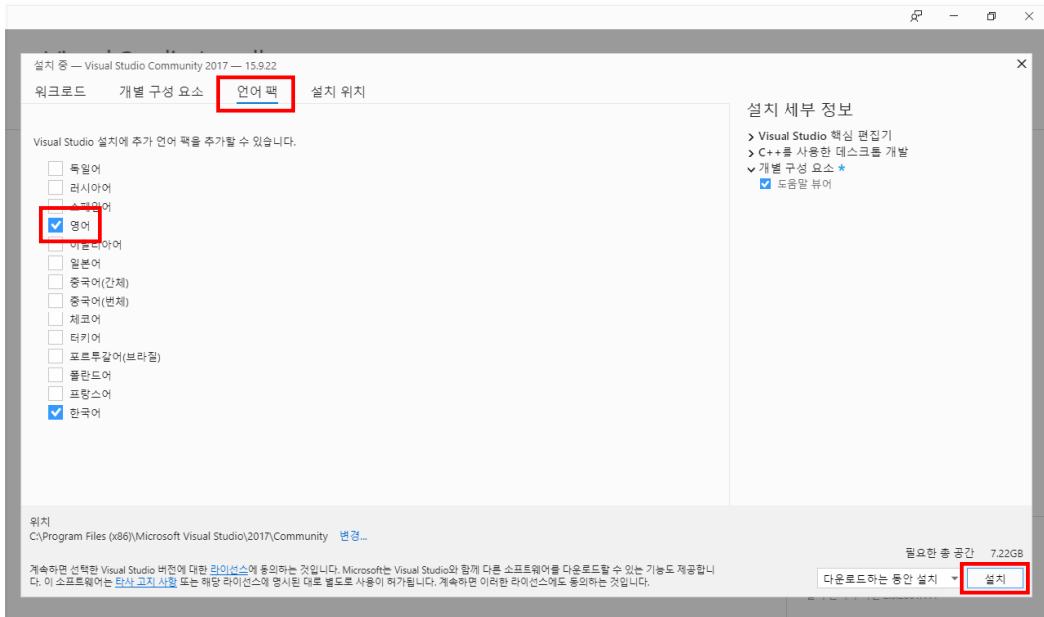 설치 중 — Visual Studio Community 2017 — 15.9.22
워크로드 개별 구성 요소 언어 팩 설치 위치
Visual Studio 설치에 추가 언어 팩을 추가할 수 있습니다.
독일어
러시아어
스페인어
영어
이탈리아어
일본어
중국어(간체)
중국어(번체)
체코어
터키어
포르투갈어(브라질)
폴란드어
프랑스어
한국어
설치 세부 정보
Visual Studio 핵심 편집기
C++를 사용한 데스크톱 개발
개별 구성 요소 *
도움말 뷰어
위치
C:\Program Files (x86)\Microsoft Visual Studio\2017\Community 변경...
계속하면 선택한 Visual Studio 버전에 대한 라이선스에 동의하는 것입니다. Microsoft는 Visual Studio와 함께 다른 소프트웨어를 다운로드할 수 있는 기능도 제공합니
다. 이 소프트웨어는 타사 고지 사항 또는 해당 라이선스에 명시된 대로 별도로 사용이 허가됩니다. 계속하면 이러한 라이선스에도 동의하는 것입니다.
필요한 총 공간 7.22GB
다운로드하는 동안 설치 설치